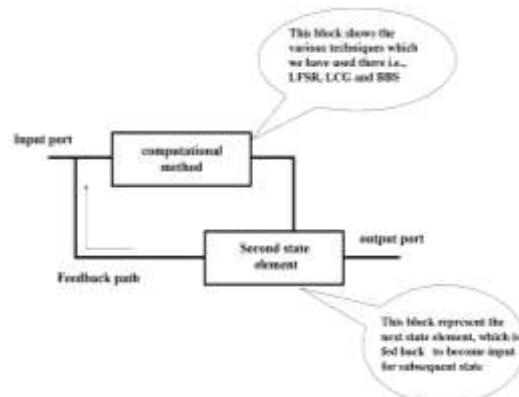 This block shows the
various techniques which
we have used there i.e.,
LFSR, LCG and BBS
Input port
computational
method
Second state
element
output port
Feedback path
This block represent the
next state element, which is
fed back to become input
for subsequent state